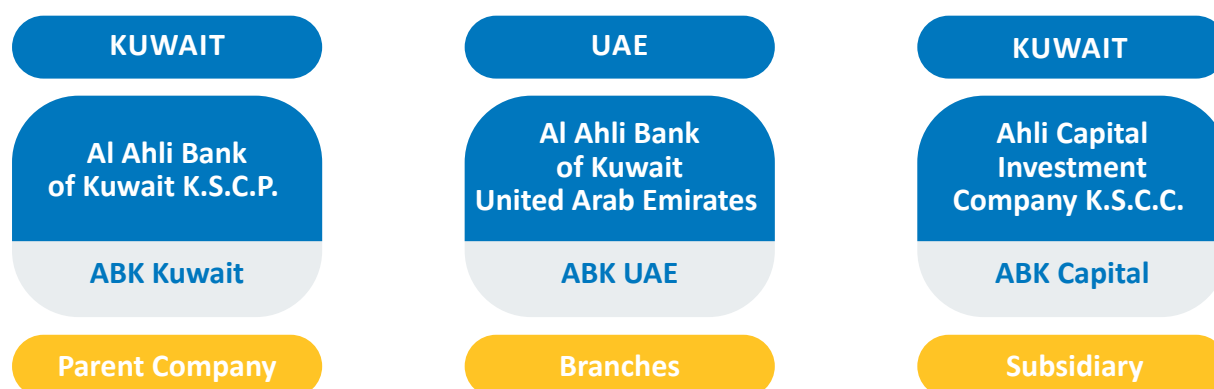 KUWAIT
Al Ahli Bank
of Kuwait K.S.C.P.
ABK Kuwait
Parent Company
UAE
Al Ahli Bank
of Kuwait
United Arab Emirates
ABK UAE
Branches
KUWAIT
Ahli Capital
Investment
Company K.S.C.C.
ABK Capital
Subsidiary